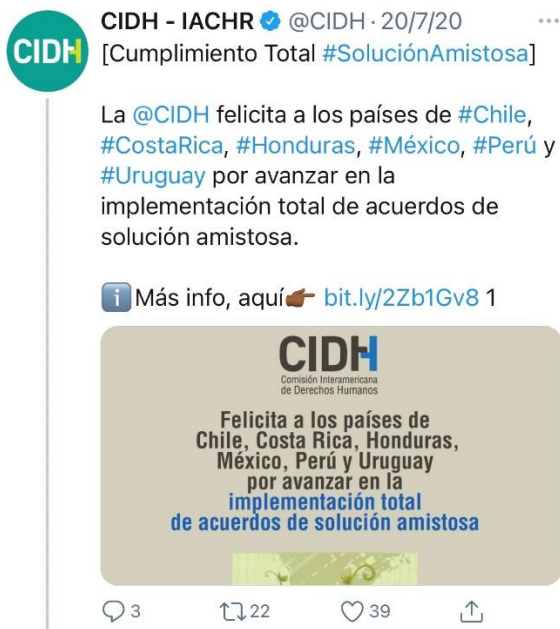 CIDH
CIDH - IACHR @CIDH · 20/7/20 ...
[Cumplimiento Total #SoluciónAmistosa]
La @CIDH felicita a los países de #Chile,
#CostaRica, #Honduras, #México, #Perú y
#Uruguay por avanzar en la
implementación total de acuerdos de
solución amistosa.
ℹ️ Más info, aquí👉🏾 bit.ly/2Zb1Gv8 1
CIDH
Comisión Interamericana
de Derechos Humanos
Felicita a los países de
Chile, Costa Rica, Honduras,
México, Perú y Uruguay
por avanzar en la
implementación total
de acuerdos de solución amistosa
3 22 39